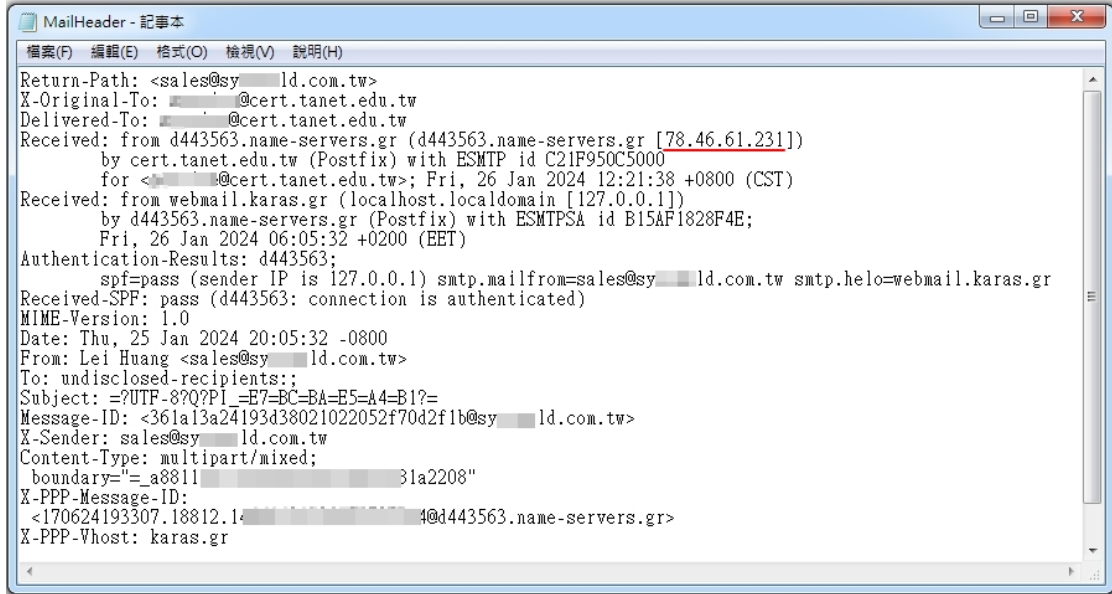 MailHeader - 記事本
檔案(F) 編輯(E) 格式(O) 檢視(V) 說明(H)
Return-Path: <sales@sy ld.com.tw>
X-Original-To: @cert.tanet.edu.tw
Delivered-To: @cert.tanet.edu.tw
Received: from d443563.name-servers.gr (d443563.name-servers.gr [78.46.61.231])
by cert.tanet.edu.tw (Postfix) with ESMTP id C21F950C5000
for < @cert.tanet.edu.tw>; Fri, 26 Jan 2024 12:21:38 +0800 (CST)
Received: from webmail.karas.gr (localhost.localdomain [127.0.0.1])
by d443563.name-servers.gr (Postfix) with ESMTPSA id B15AF1828F4E;
Fri, 26 Jan 2024 06:05:32 +0200 (EET)
Authentication-Results: d443563;
spf=pass (sender IP is 127.0.0.1) smtp.mailfrom=sales@sy ld.com.tw smtp.helo=webmail.karas.gr
Received-SPF: pass (d443563: connection is authenticated)
MIME-Version: 1.0
Date: Thu, 25 Jan 2024 20:05:32 -0800
From: Lei Huang <sales@sy ld.com.tw>
To: undisclosed-recipients:;
Subject: =?UTF-8?Q?PI_=E7=BC=BA=E5=A4=B1?=
Message-ID: <361a13a24193d38021022052f70d2f1b@sy ld.com.tw>
X-Sender: sales@sy ld.com.tw
Content-Type: multipart/mixed;
boundary="=_a8811 31a2208"
X-PPP-Message-ID:
<170624193307.18812.1 4@d443563.name-servers.gr>
X-PPP-Vhost: karas.gr